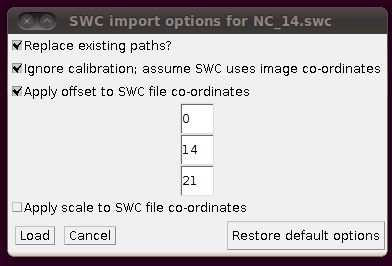 SWC import options for NC_14.swc
Replace existing paths?
Ignore calibration; assume SWC uses image co-ordinates
Apply offset to SWC file co-ordinates
0
14
21
Apply scale to SWC file co-ordinates
Load Cancel Restore default options